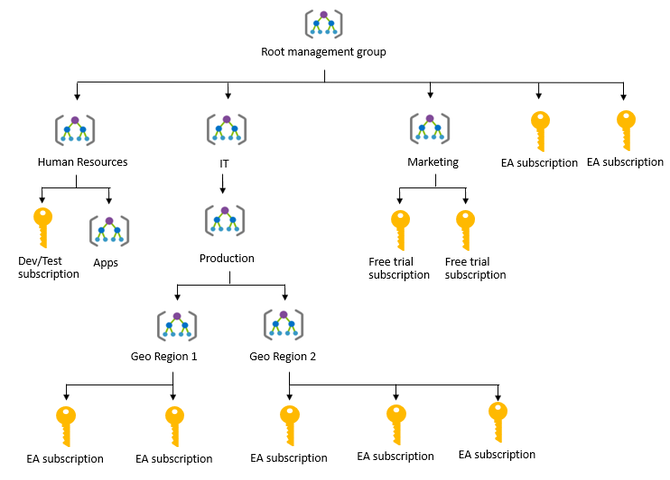 Root management group
Human Resources
IT
Marketing
EA subscription
EA subscription
Dev/Test
subscription
Apps
Production
Free trial
subscription
Free trial
subscription
Geo Region 1
Geo Region 2
EA subscription
EA subscription
EA subscription
EA subscription
EA subscription